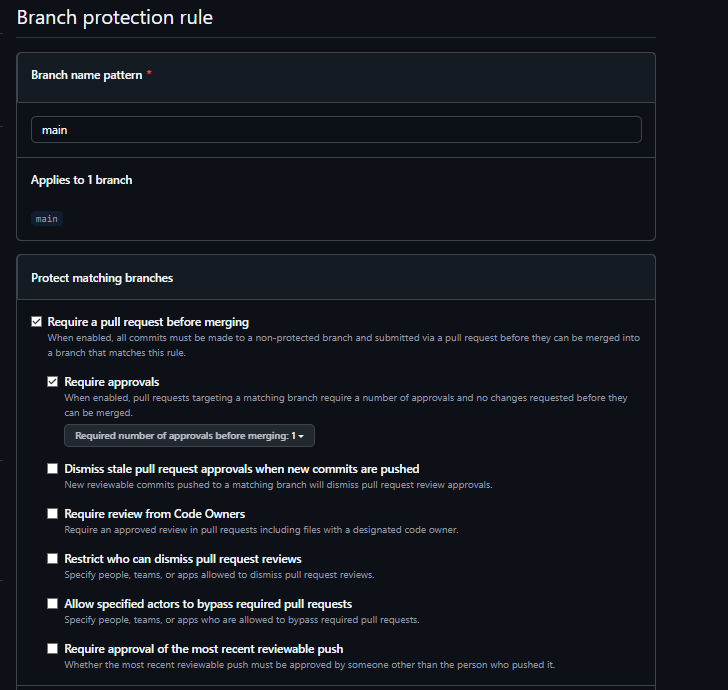 Branch protection rule
Branch name pattern *
main
Applies to 1 branch
main
Protect matching branches
Require a pull request before merging
When enabled, all commits must be made to a non-protected branch and submitted via a pull request before they can be merged into
a branch that matches this rule.
Require approvals
When enabled, pull requests targeting a matching branch require a number of approvals and no changes requested before they
can be merged.
Required number of approvals before merging: 1
Dismiss stale pull request approvals when new commits are pushed
New reviewable commits pushed to a matching branch will dismiss pull request review approvals.
Require review from Code Owners
Require an approved review in pull requests including files with a designated code owner.
Restrict who can dismiss pull request reviews
Specify people, teams, or apps allowed to dismiss pull request reviews.
Allow specified actors to bypass required pull requests
Specify people, teams, or apps who are allowed to bypass required pull requests.
Require approval of the most recent reviewable push
Whether the most recent reviewable push must be approved by someone other than the person who pushed it.